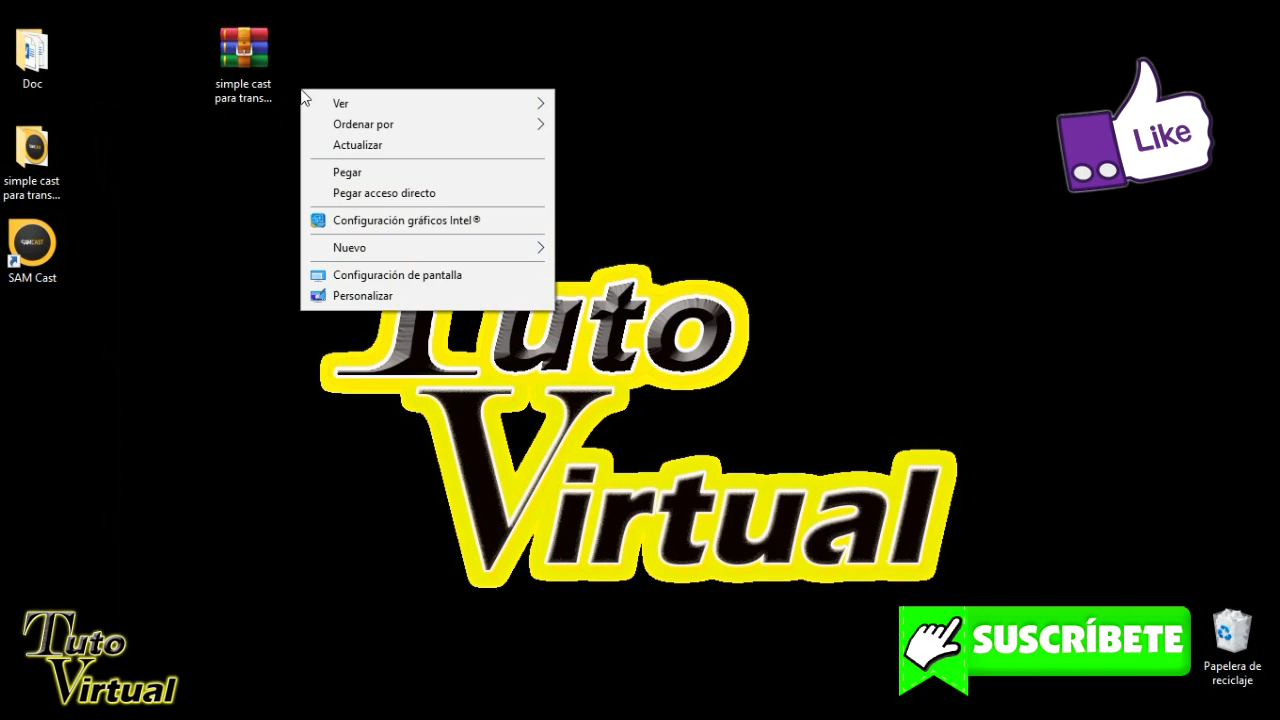 Doc
simple cast
para trans...
simple cast
para trans...
SAMCAST
SAM Cast
Ver
Ordenar por
Actualizar
Pegar
Pegar acceso directo
Configuración gráficos Intel®
Nuevo
Configuración de pantalla
Personalizar
Like
Tuto
Virtual
Tuto
Virtual
SUSCRÍBETE
Papelera de
reciclaje